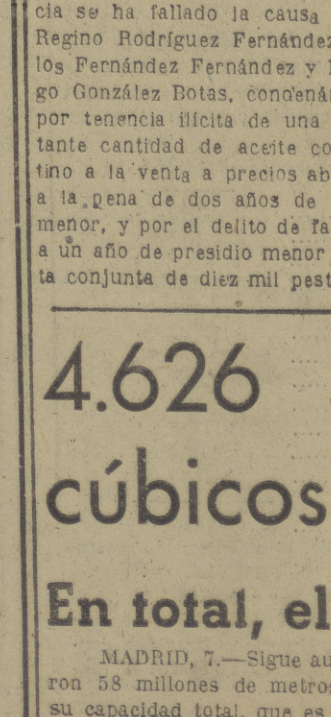 cia se ha fallado la causa
Regino Rodríguez Fernández
los Fernández Fernández y
go González Botas, condenán
por tenencia ilícita de una
tante cantidad de aceite co
tino a la venta a precios ab
a la pena de dos años de
menor, y por el delito de fa
a un año de presidio menor
ta conjunta de diez mil pest
4.626
cúbicos
En total, el
MADRID, 7.—Sigue au
ron 58 millones de metros
su capacidad total, que es